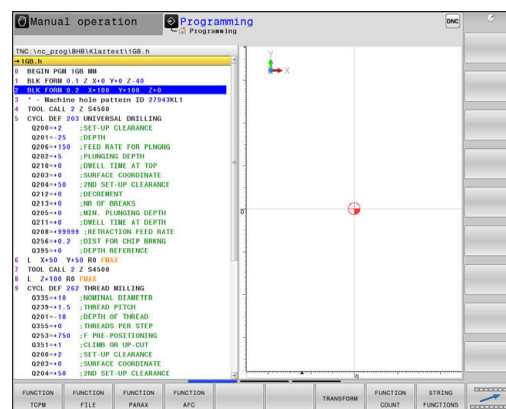 Manual operation
Programming
Programming
DNC
TNC:\nc_prog\BHB\Klartext\1GB.h
→1GB.h
0 BEGIN PGM 1GB MM
1 BLK FORM 0.1 Z X+0 Y+0 Z-40
2 BLK FORM 0.2 X+100 Y+100 Z+0
3 * - Machine hole pattern ID 27943KL1
4 TOOL CALL 2 Z S4500
5 CYCL DEF 203 UNIVERSAL DRILLING
Q200=+2 ;SET-UP CLEARANCE
Q201=-25 ;DEPTH
Q206=+150 ;FEED RATE FOR PLNGNG
Q202=+5 ;PLUNGING DEPTH
Q210=+0 ;DWELL TIME AT TOP
Q203=+0 ;SURFACE COORDINATE
Q204=+50 ;2ND SET-UP CLEARANCE
Q212=+0 ;DECREMENT
Q213=+0 ;NR OF BREAKS
Q205=+0 ;MIN. PLUNGING DEPTH
Q211=+0 ;DWELL TIME AT DEPTH
Q208=+99999 ;RETRACTION FEED RATE
Q256=+0.2 ;DIST FOR CHIP BRKNG
Q395=+0 ;DEPTH REFERENCE
6 L X+50 Y+50 R0 FMAX
7 TOOL CALL 2 Z S4500
8 L Z+100 R0 FMAX
9 CYCL DEF 262 THREAD MILLING
Q335=+10 ;NOMINAL DIAMETER
Q239=+1.5 ;THREAD PITCH
Q201=-18 ;DEPTH OF THREAD
Q355=+0 ;THREADS PER STEP
Q253=+750 ;F PRE-POSITIONING
Q351=+1 ;CLIMB OR UP-CUT
Q200=+2 ;SET-UP CLEARANCE
Q203=+0 ;SURFACE COORDINATE
Q204=+50 ;2ND SET-UP CLEARANCE
Y
X
0
0
FUNCTION TCPM
FUNCTION FILE
FUNCTION PARAX
FUNCTION AFC
TRANSFORM
FUNCTION COUNT
STRING FUNCTIONS